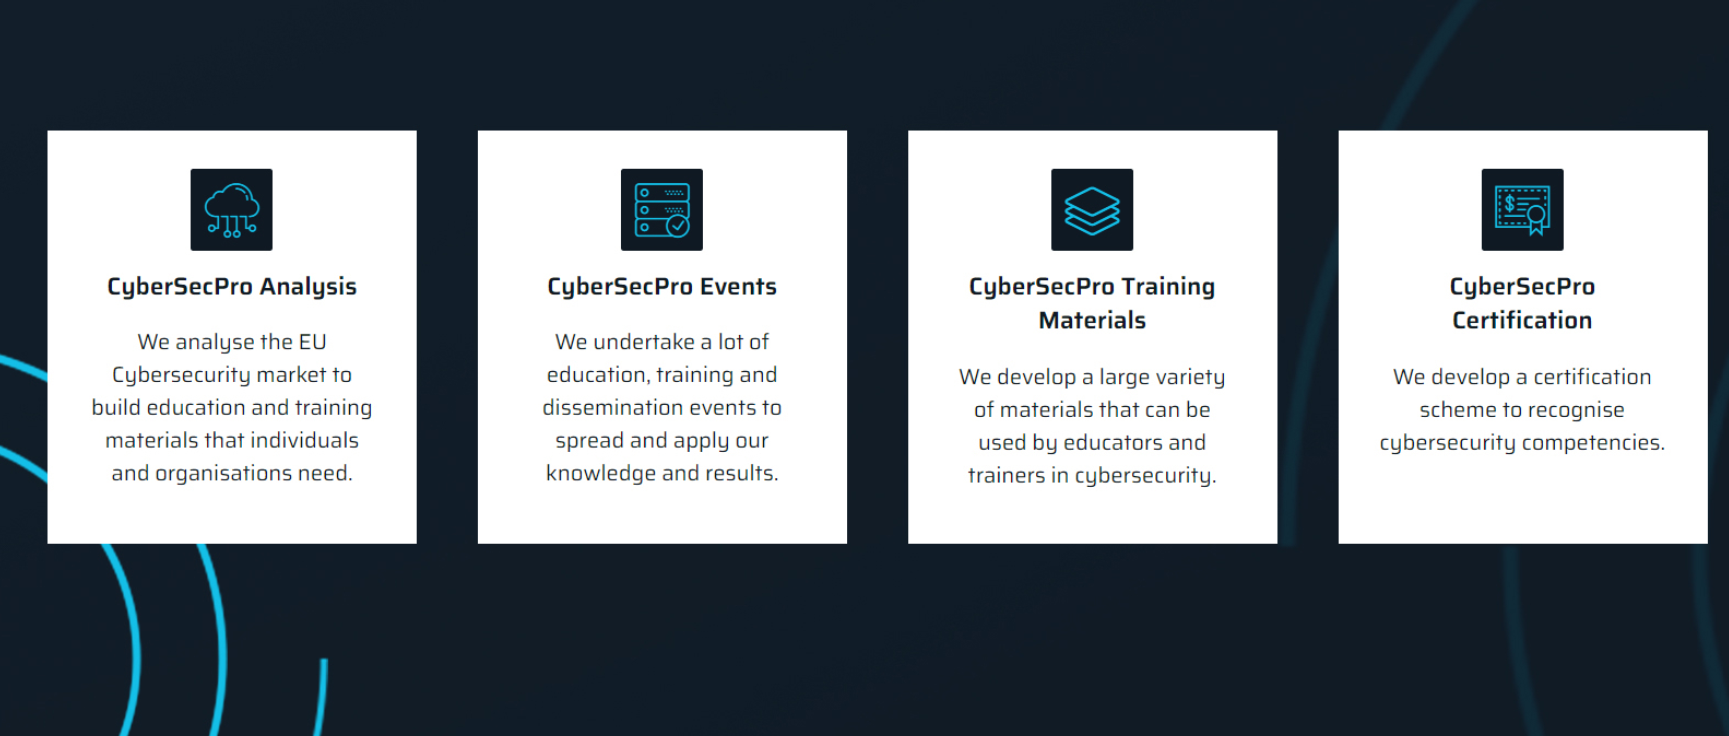 CyberSecPro Analysis
We analyse the EU
Cybersecurity market to
build education and training
materials that individuals
and organisations need.
CyberSecPro Events
We undertake a lot of
education, training and
dissemination events to
spread and apply our
knowledge and results.
CyberSecPro Training
Materials
We develop a large variety
of materials that can be
used by educators and
trainers in cybersecurity.
$
CyberSecPro
Certification
We develop a certification
scheme to recognise
cybersecurity competencies.